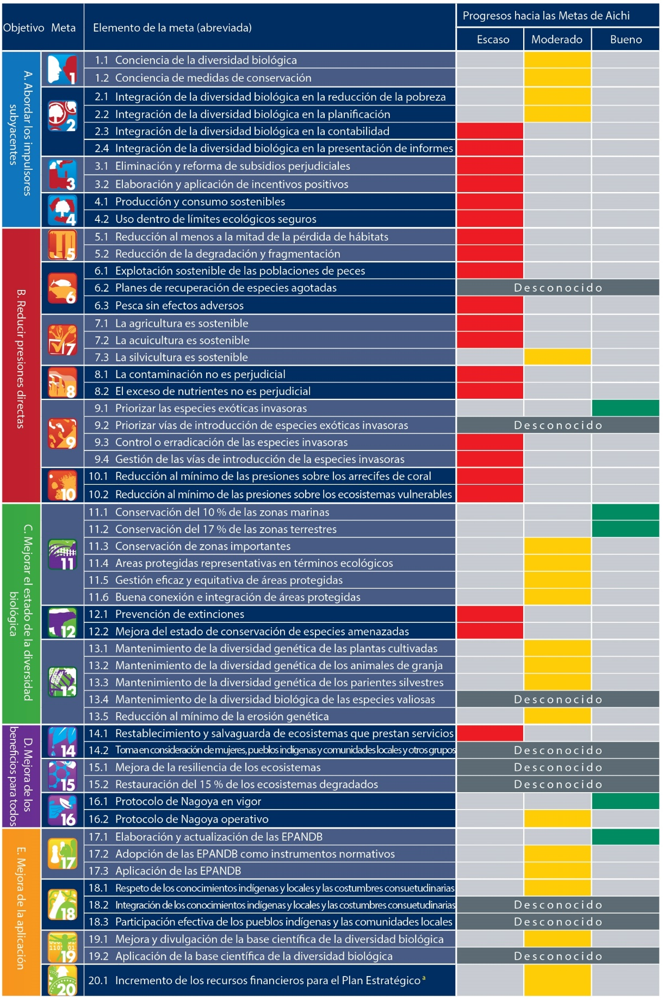 Progresos hacia las Metas de Aichi
Objetivo Meta Elemento de la meta (abreviada)
Escaso Moderado Bueno
A. Abordar los impulsores
subyacentes
1
1.1 Conciencia de la diversidad biológica
1.2 Conciencia de medidas de conservación
2
2.1 Integración de la diversidad biológica en la reducción de la pobreza
2.2 Integración de la diversidad biológica en la planificación
2.3 Integración de la diversidad biológica en la contabilidad
2.4 Integración de la diversidad biológica en la presentación de informes
3
3.1 Eliminación y reforma de subsidios perjudiciales
3.2 Elaboración y aplicación de incentivos positivos
4
4.1 Producción y consumo sostenibles
4.2 Uso dentro de límites ecológicos seguros
B. Reducir presiones directas
5
5.1 Reducción al menos a la mitad de la pérdida de hábitats
5.2 Reducción de la degradación y fragmentación
6
6.1 Explotación sostenible de las poblaciones de peces
6.2 Planes de recuperación de especies agotadas Desconocido
6.3 Pesca sin efectos adversos
7
7.1 La agricultura es sostenible
7.2 La acuicultura es sostenible
7.3 La silvicultura es sostenible
8
8.1 La contaminación no es perjudicial
8.2 El exceso de nutrientes no es perjudicial
9
9.1 Priorizar las especies exóticas invasoras
9.2 Priorizar vías de introducción de especies exóticas invasoras Desconocido
9.3 Control o erradicación de las especies invasoras
9.4 Gestión de las vías de introducción de la especies invasoras
10
10.1 Reducción al mínimo de las presiones sobre los arrecifes de coral
10.2 Reducción al mínimo de las presiones sobre los ecosistemas vulnerables
C. Mejorar el estado de la diversidad
biológica
11
11.1 Conservación del 10 % de las zonas marinas
11.2 Conservación del 17 % de las zonas terrestres
11.3 Conservación de zonas importantes
11.4 Areas protegidas representativas en términos ecológicos
11.5 Gestión eficaz y equitativa de áreas protegidas
11.6 Buena conexión e integración de áreas protegidas
12
12.1 Prevención de extinciones
12.2 Mejora del estado de conservación de especies amenazadas
13
13.1 Mantenimiento de la diversidad genética de las plantas cultivadas
13.2 Mantenimiento de la diversidad genética de los animales de granja
13.3 Mantenimiento de la diversidad genética de los parientes silvestres
13.4 Mantenimiento de la diversidad biológica de las especies valiosas Desconocido
13.5 Reducción al mínimo de la erosión genética
D. Mejora de los
beneficios para todos
14
14.1 Restablecimiento y salvaguarda de ecosistemas que prestan servicios
14.2 Toma en consideración de mujeres, pueblos indígenas y comunidades locales y otros grupos Desconocido
15
15.1 Mejora de la resiliencia de los ecosistemas Desconocido
15.2 Restauración del 15 % de los ecosistemas degradados Desconocido
16
16.1 Protocolo de Nagoya en vigor
16.2 Protocolo de Nagoya operativo
E. Mejora de la aplicación
17
17.1 Elaboración y actualización de las EPANDB
17.2 Adopción de las EPANDB como instrumentos normativos
17.3 Aplicación de las EPANDB
18
18.1 Respeto de los conocimientos indígenas y locales y las costumbres consuetudinarias
18.2 Integración de los conocimientos indígenas y locales y las costumbres consuetudinarias Desconocido
18.3 Participación efectiva de los pueblos indígenas y las comunidades locales Desconocido
19
19.1 Mejora y divulgación de la base científica de la diversidad biológica
19.2 Aplicación de la base científica de la diversidad biológica Desconocido
20
20.1 Incremento de los recursos financieros para el Plan Estratégico a